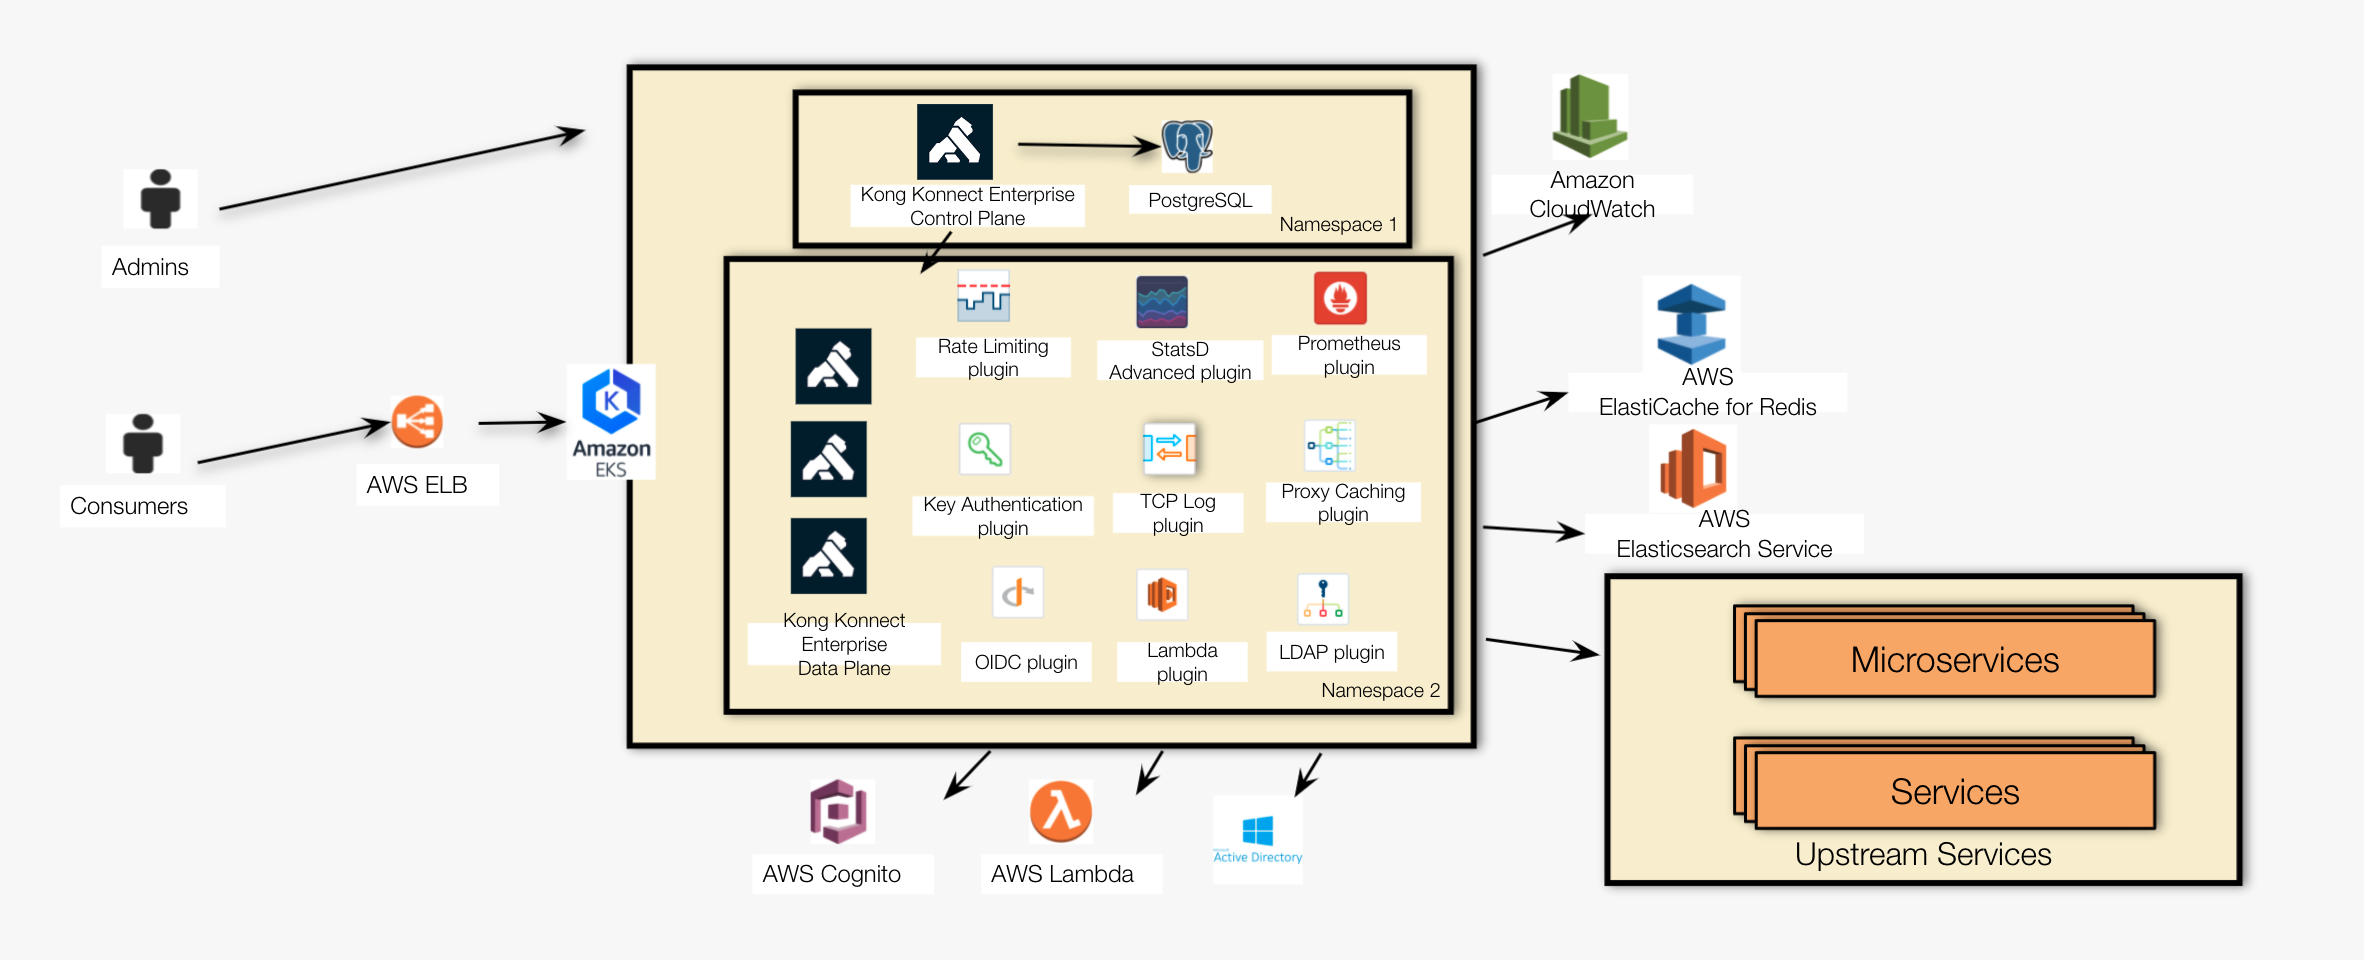 Admins
Consumers
AWS ELB
Amazon
EKS
Kong Konnect Enterprise
Control Plane
PostgreSQL
Namespace 1
Rate Limiting
plugin
StatsD
Advanced plugin
Prometheus
plugin
Key Authentication
plugin
TCP Log
plugin
Proxy Caching
plugin
Kong Konnect
Enterprise
Data Plane
OIDC plugin
Lambda
plugin
LDAP plugin
Namespace 2
AWS Cognito
AWS Lambda
Active Directory
Amazon
CloudWatch
AWS
ElastiCache for Redis
AWS
Elasticsearch Service
Microservices
Services
Upstream Services